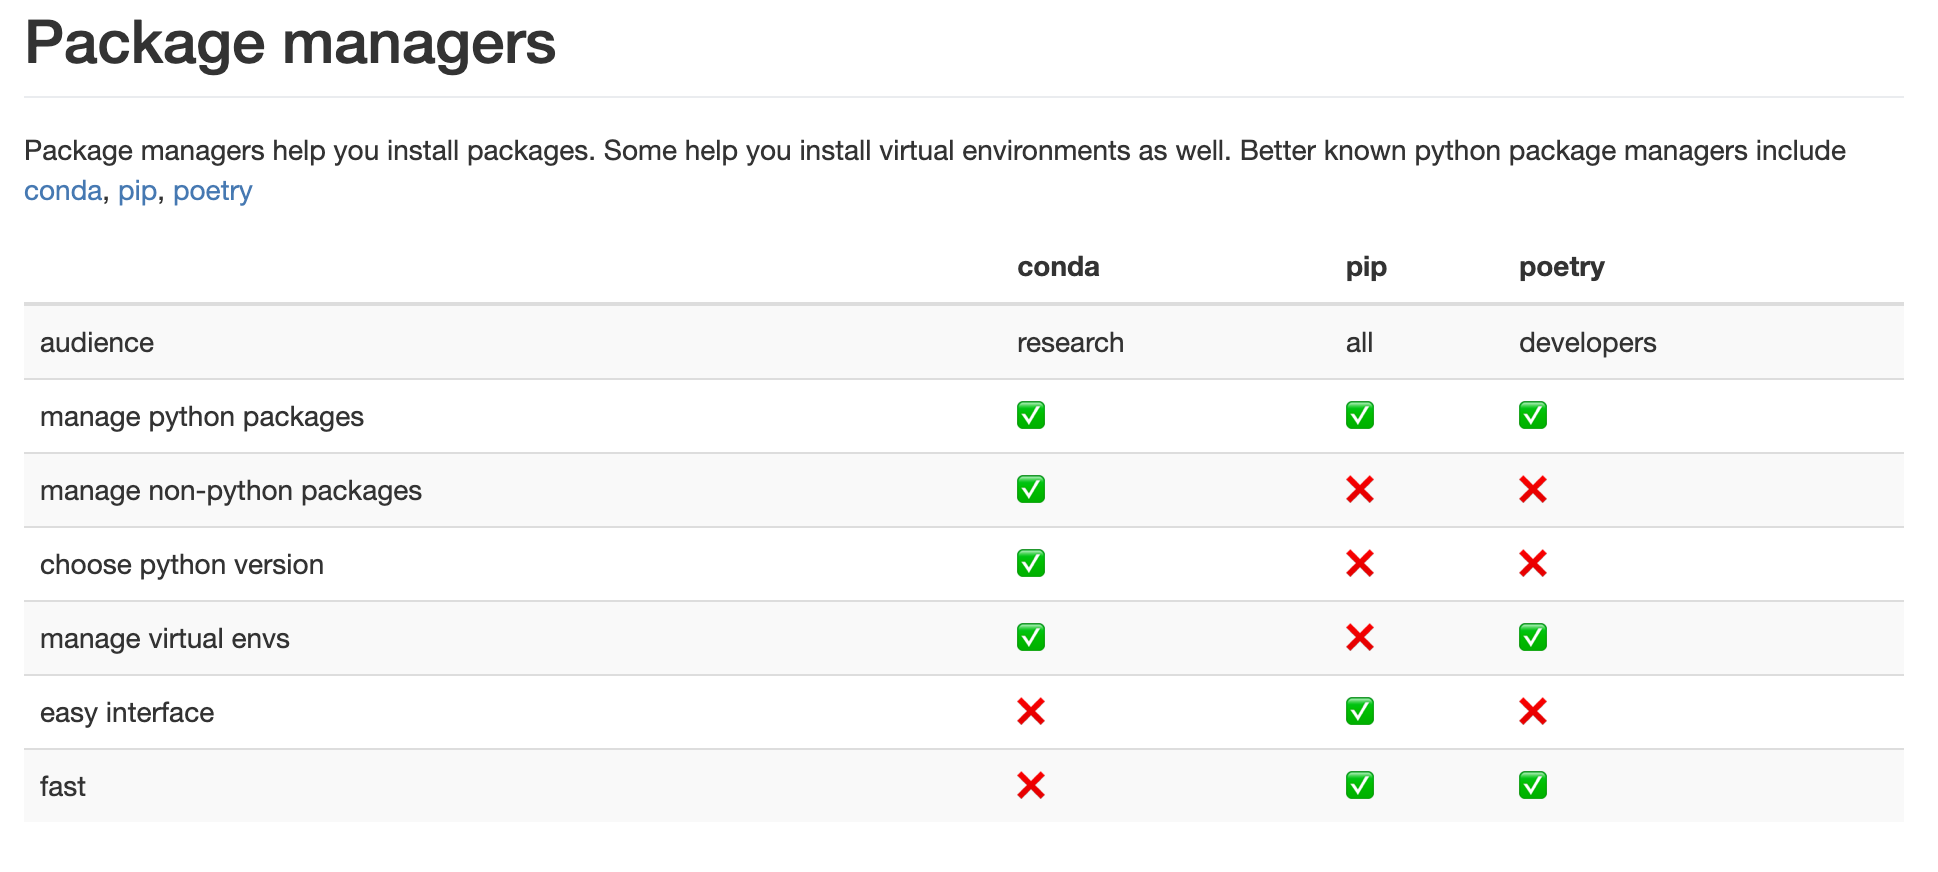 Package managers
Package managers help you install packages. Some help you install virtual environments as well. Better known python package managers include
conda, pip, poetry
conda pip poetry
audience research all developers
manage python packages ✅ ✅ ✅
manage non-python packages ✅ ❌ ❌
choose python version ✅ ❌ ❌
manage virtual envs ✅ ❌ ✅
easy interface ❌ ✅ ❌
fast ❌ ✅ ✅